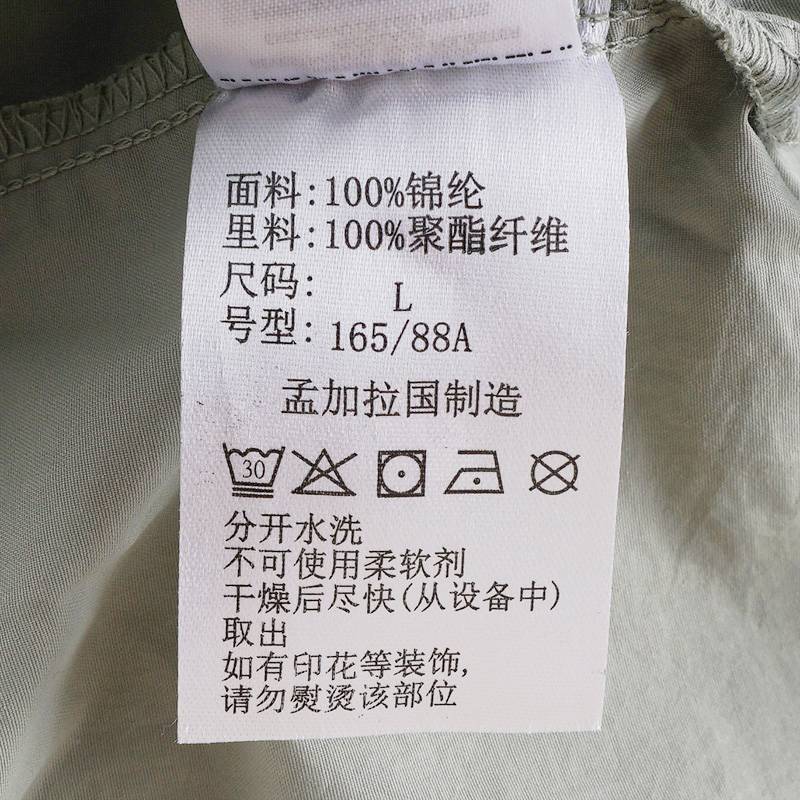 面料:100%锦纶
里料:100%聚酯纤维
尺码: L
号型: 165/88A
孟加拉国制造
30
分开水洗
不可使用柔软剂
干燥后尽快(从设备中)
取出
如有印花等装饰,
请勿熨烫该部位